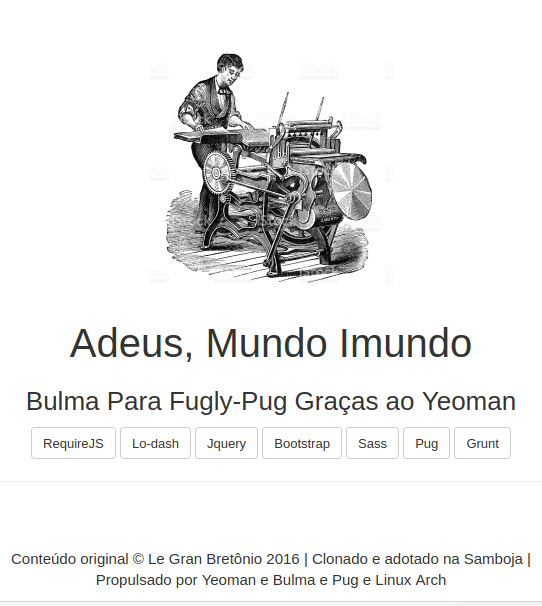 Adeus, Mundo Imundo
Bulma Para Fugly-Pug Graças ao Yeoman
RequireJS Lo-dash Jquery Bootstrap Sass Pug Grunt
Conteúdo original © Le Gran Bretônio 2016 | Clonado e adotado na Samboja |
Propulsado por Yeoman e Bulma e Pug e Linux Arch